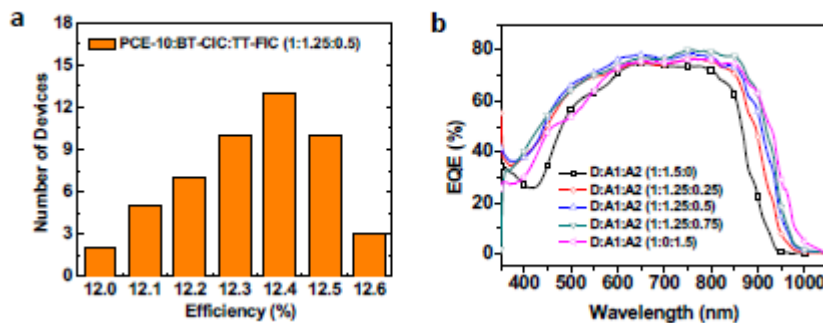 a
PCE-10:BT-CIC:TT-FIC (1:1.25:0.5)
Number of Devices
18
15
12
9
6
3
0
12.0 12.1 12.2 12.3 12.4 12.5 12.6
Efficiency (%)
b
EQE (%)
80
60
40
20
0
D:A1:A2 (1:1.5:0)
D:A1:A2 (1:1.25:0.25)
D:A1:A2 (1:1.25:0.5)
D:A1:A2 (1:1.25:0.75)
D:A1:A2 (1:0:1.5)
400 500 600 700 800 900 1000
Wavelength (nm)